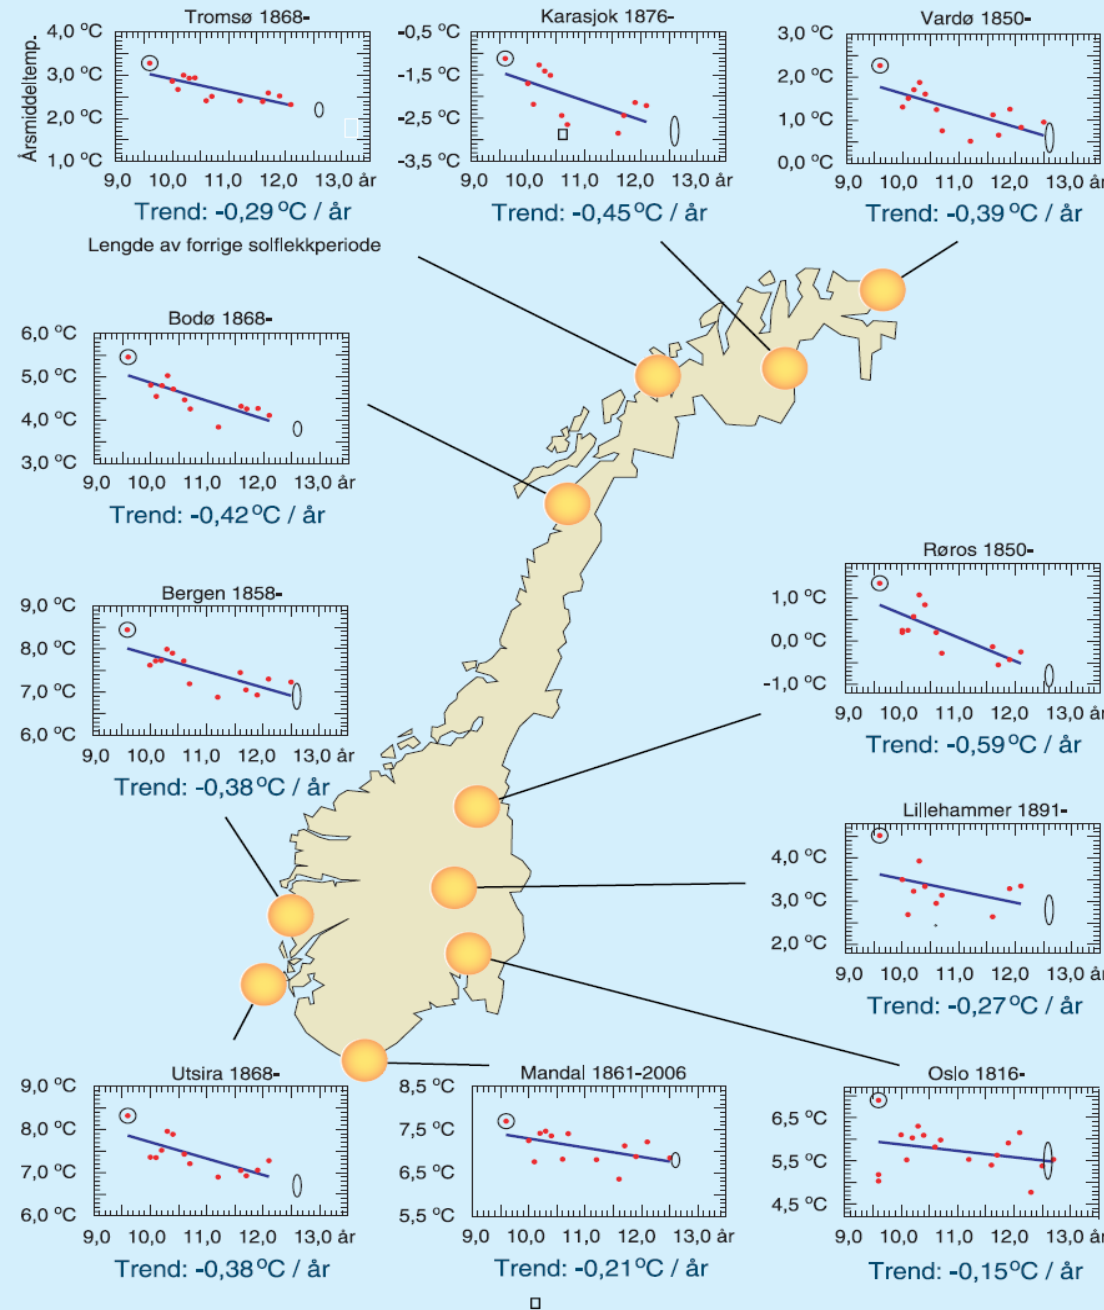 Tromsø 1868-
Årsmiddeltemp.
4,0 °C
3,0 °C
2,0 °C
1,0 °C
9,0 10,0 11,0 12,0 13,0 år
Trend: -0,29 °C / år
Lengde av forrige solflekkperiode
Karasjok 1876-
-0,5 °C
-1,5 °C
-2,5 °C
-3,5 °C
9,0 10,0 11,0 12,0 13,0 år
Trend: -0,45 °C / år
Vardø 1850-
3,0 °C
2,0 °C
1,0 °C
0,0 °C
9,0 10,0 11,0 12,0 13,0 år
Trend: -0,39 °C / år
Bodø 1868-
6,0 °C
5,0 °C
4,0 °C
3,0 °C
9,0 10,0 11,0 12,0 13,0 år
Trend: -0,42 °C / år
Røros 1850-
1,0 °C
0,0 °C
-1,0 °C
9,0 10,0 11,0 12,0 13,0 år
Trend: -0,59 °C / år
Bergen 1858-
9,0 °C
8,0 °C
7,0 °C
6,0 °C
9,0 10,0 11,0 12,0 13,0 år
Trend: -0,38 °C / år
Lillehammer 1891-
4,0 °C
3,0 °C
2,0 °C
9,0 10,0 11,0 12,0 13,0 år
Trend: -0,27 °C / år
Utsira 1868-
9,0 °C
8,0 °C
7,0 °C
6,0 °C
9,0 10,0 11,0 12,0 13,0 år
Trend: -0,38 °C / år
Mandal 1861-2006
8,5 °C
7,5 °C
6,5 °C
5,5 °C
9,0 10,0 11,0 12,0 13,0 år
Trend: -0,21 °C / år
Oslo 1816-
6,5 °C
5,5 °C
4,5 °C
9,0 10,0 11,0 12,0 13,0 år
Trend: -0,15 °C / år